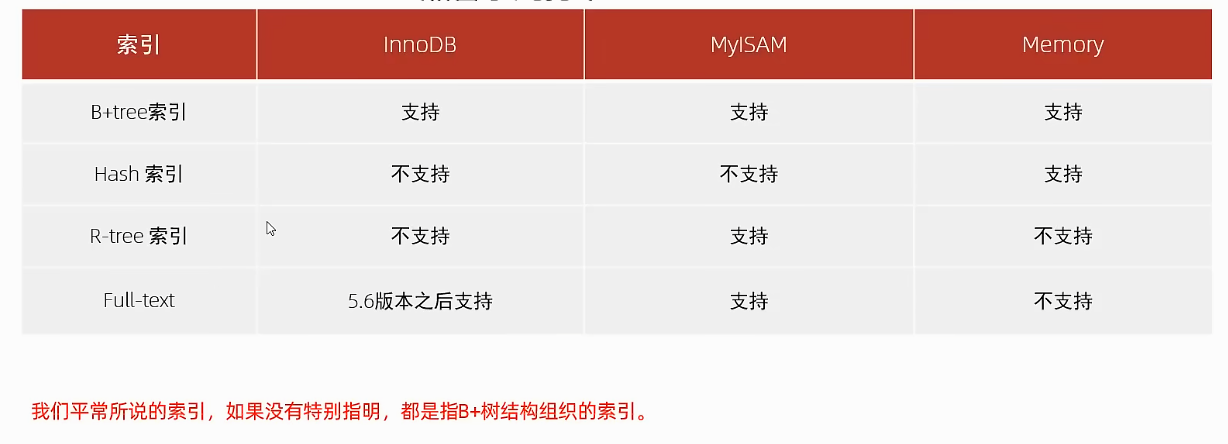 索引 InnoDB MyISAM Memory
B+tree索引 支持 支持 支持
Hash 索引 不支持 不支持 支持
R-tree 索引 不支持 支持 不支持
Full-text 5.6版本之后支持 支持 不支持
我们平常所说的索引，如果没有特别指明，都是指B+树结构组织的索引。